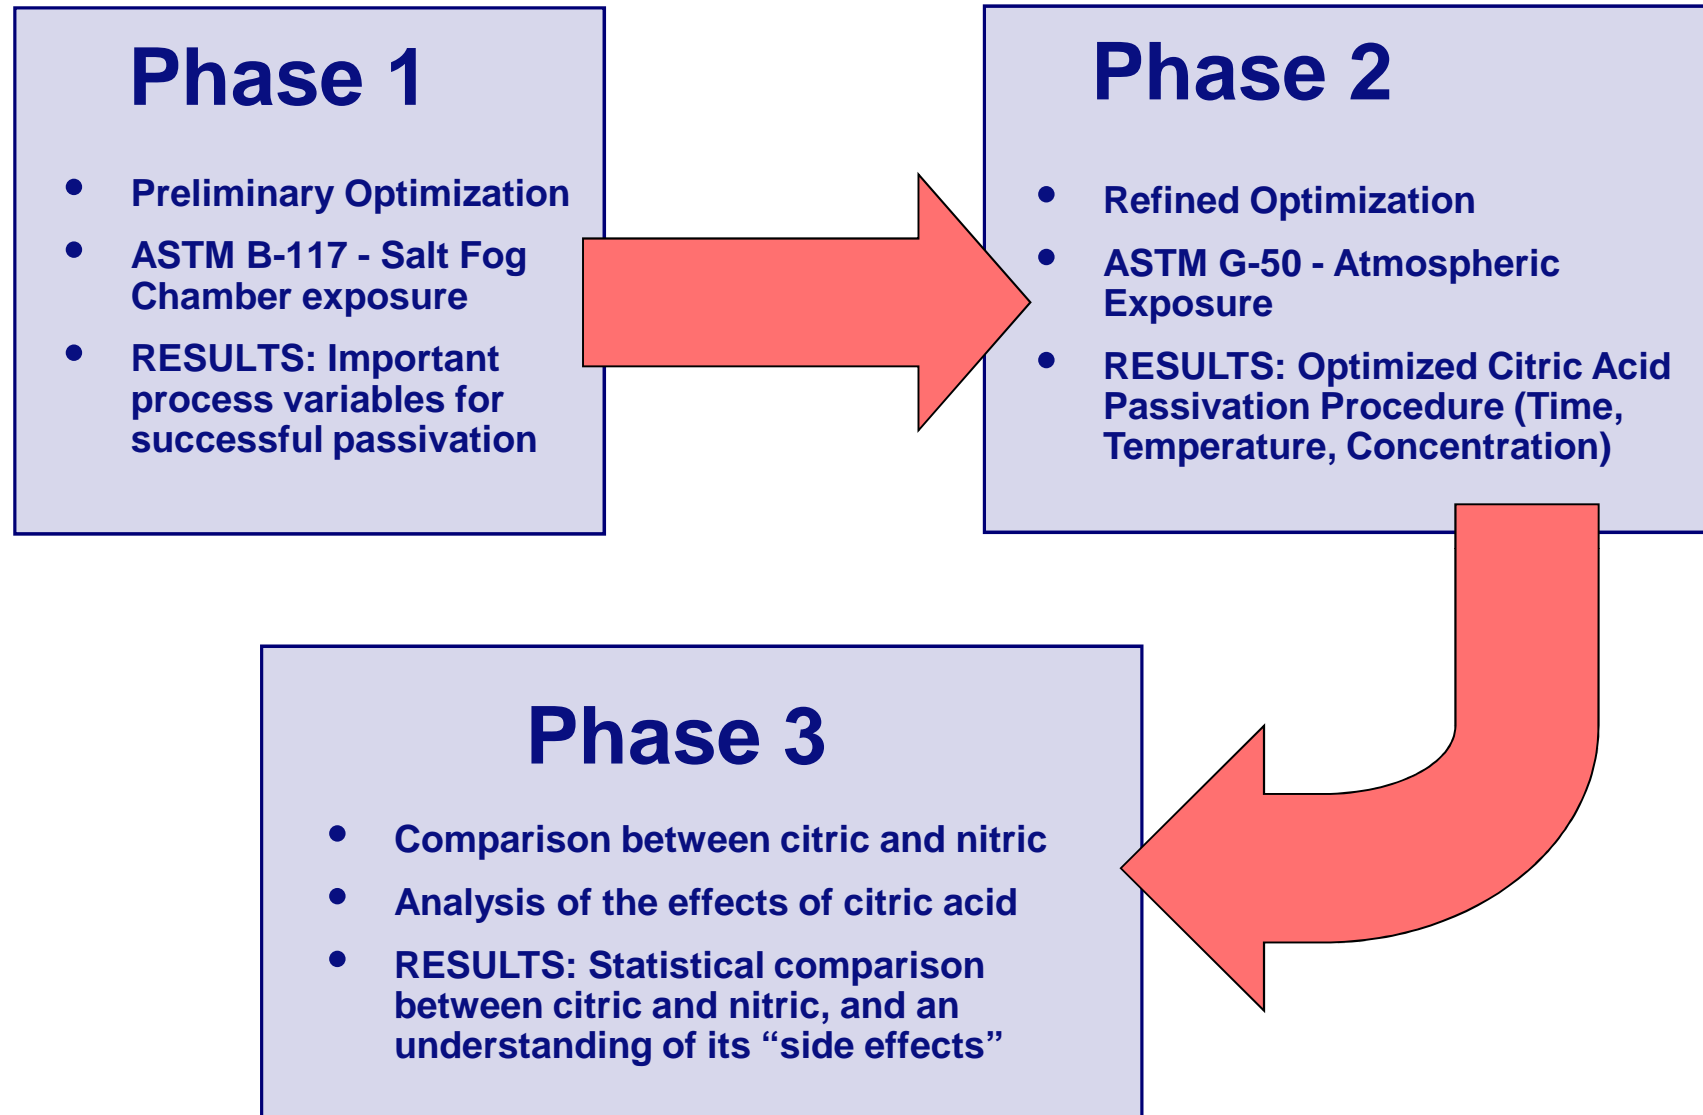 Phase 1
• Preliminary Optimization
• ASTM B-117 - Salt Fog
Chamber exposure
• RESULTS: Important
process variables for
successful passivation
Phase 2
• Refined Optimization
• ASTM G-50 - Atmospheric
Exposure
• RESULTS: Optimized Citric Acid
Passivation Procedure (Time,
Temperature, Concentration)
Phase 3
• Comparison between citric and nitric
• Analysis of the effects of citric acid
• RESULTS: Statistical comparison
between citric and nitric, and an
understanding of its “side effects”